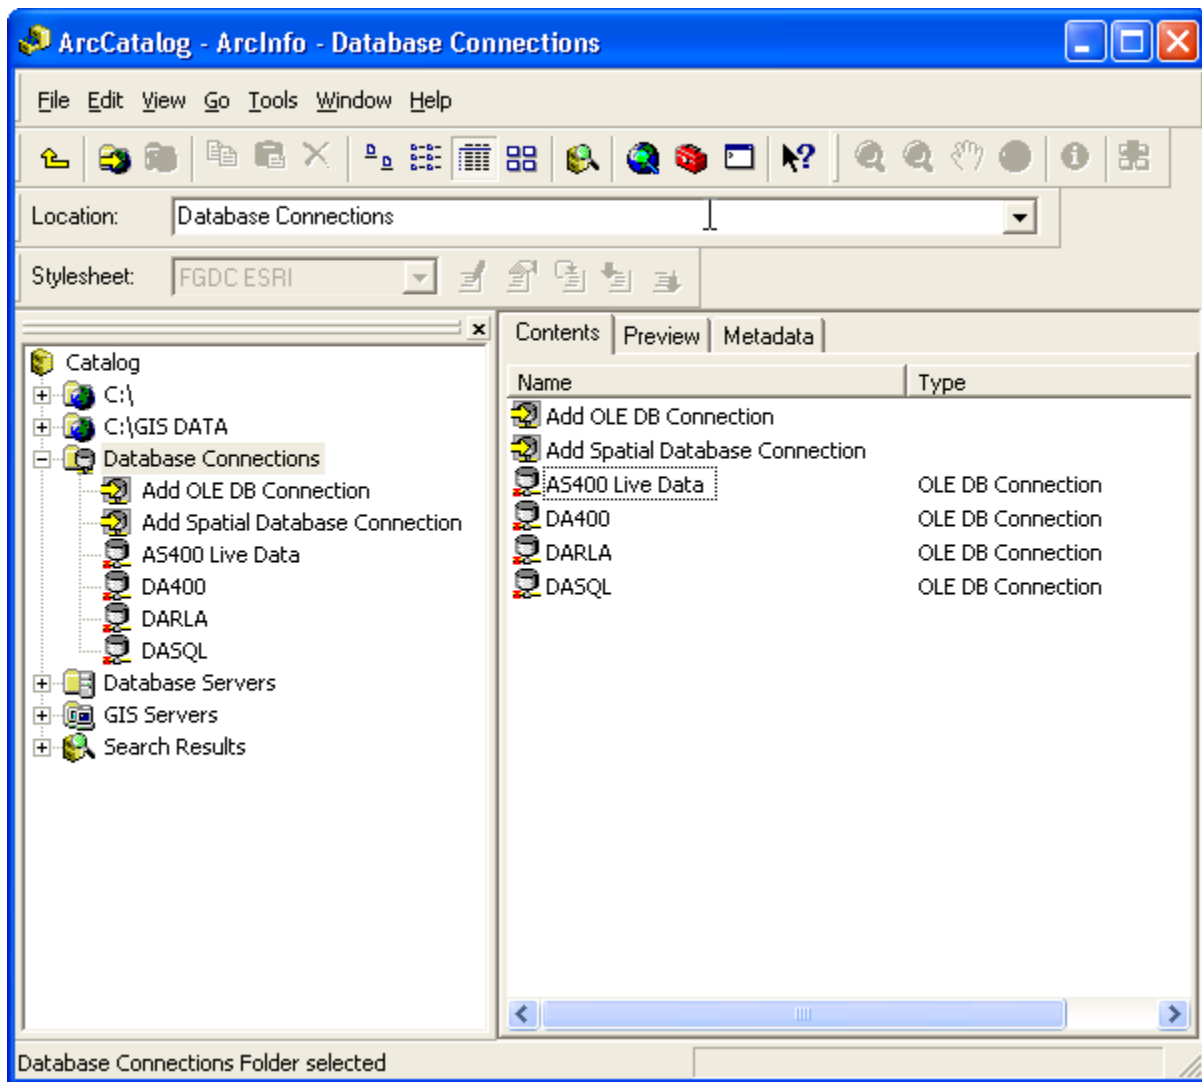 ArcCatalog - ArcInfo - Database Connections
File Edit View Go Tools Window Help
Location: Database Connections
Stylesheet: FGDC ESRI
Catalog
C:\
C:\GIS DATA
Database Connections
Add OLE DB Connection
Add Spatial Database Connection
AS400 Live Data
DA400
DARLA
DASQL
Database Servers
GIS Servers
Search Results
Contents Preview Metadata
Name Type
Add OLE DB Connection
Add Spatial Database Connection
AS400 Live Data OLE DB Connection
DA400 OLE DB Connection
DARLA OLE DB Connection
DASQL OLE DB Connection
Database Connections Folder selected